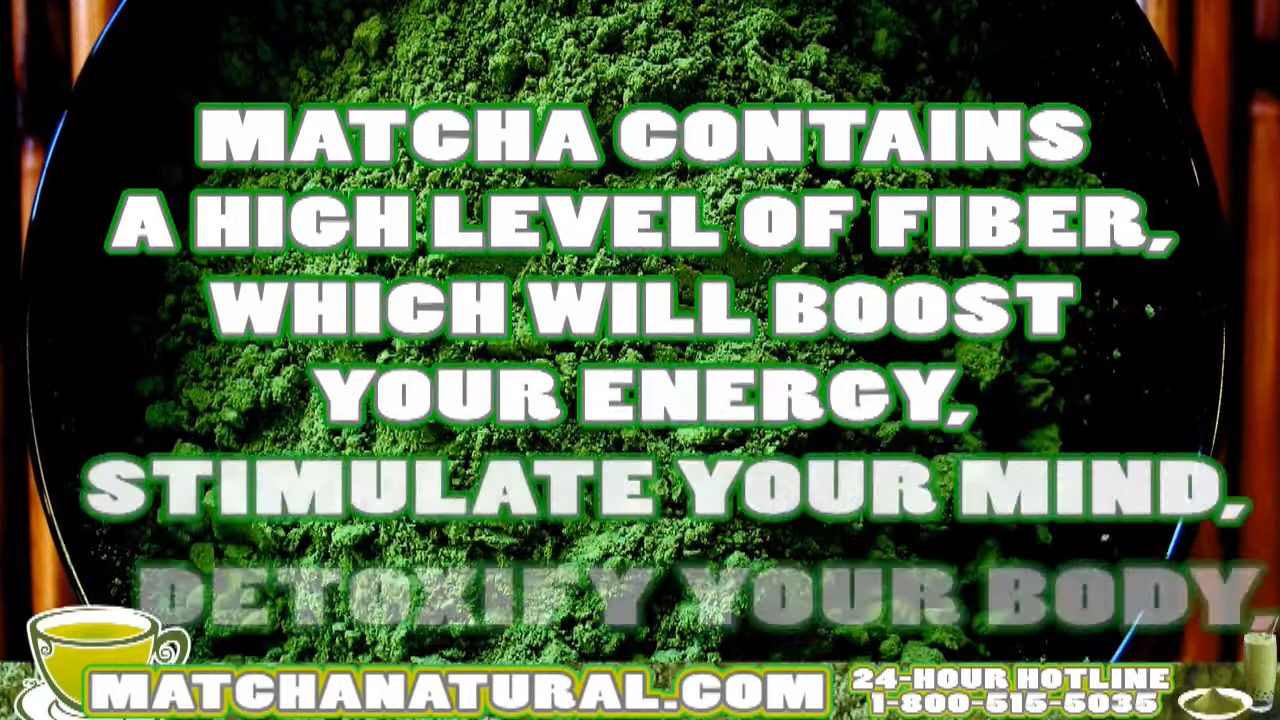 MATCHA CONTAINS
A HIGH LEVEL OF FIBER,
WHICH WILL BOOST
YOUR ENERGY,
STIMULATE YOUR MIND,
DETOXIFY YOUR BODY,
MATCHANATURAL.COM
24-HOUR HOTLINE
1-800-515-5035